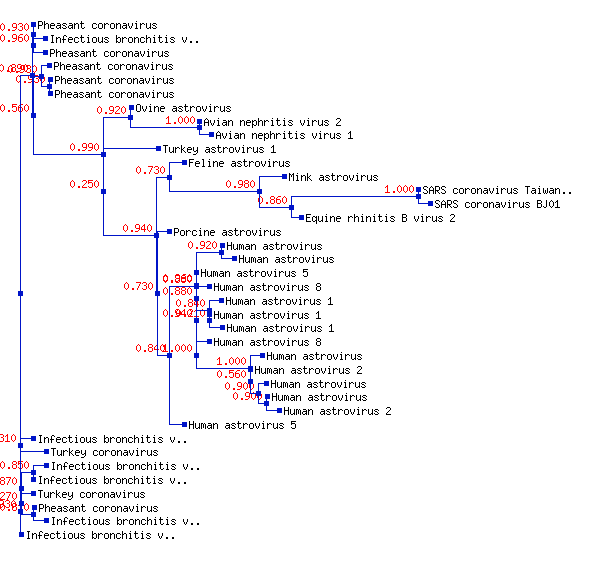 0.930 Pheasant coronavirus
0.960 Infectious bronchitis v..
Pheasant coronavirus
Pheasant coronavirus
Pheasant coronavirus
Pheasant coronavirus
0.560 0.920 Ovine astrovirus
1.000 Avian nephritis virus 2
Avian nephritis virus 1
0.990 Turkey astrovirus 1
Feline astrovirus
0.730 Mink astrovirus
0.250 0.980 1.000 SARS coronavirus Taiwan..
0.860 SARS coronavirus BJ01
Equine rhinitis B virus 2
0.940 Porcine astrovirus
0.920 Human astrovirus
Human astrovirus
Human astrovirus 5
0.730 Human astrovirus 8
0.880
Human astrovirus 1
Human astrovirus 1
Human astrovirus 1
Human astrovirus 8
0.840 1.000 Human astrovirus
1.000 Human astrovirus 2
0.560 Human astrovirus
0.900 Human astrovirus
Human astrovirus 2
Human astrovirus 5
310 Infectious bronchitis v..
Turkey coronavirus
0.850 Infectious bronchitis v..
870 Infectious bronchitis v..
270 Turkey coronavirus
Pheasant coronavirus
Infectious bronchitis v..
Infectious bronchitis v..